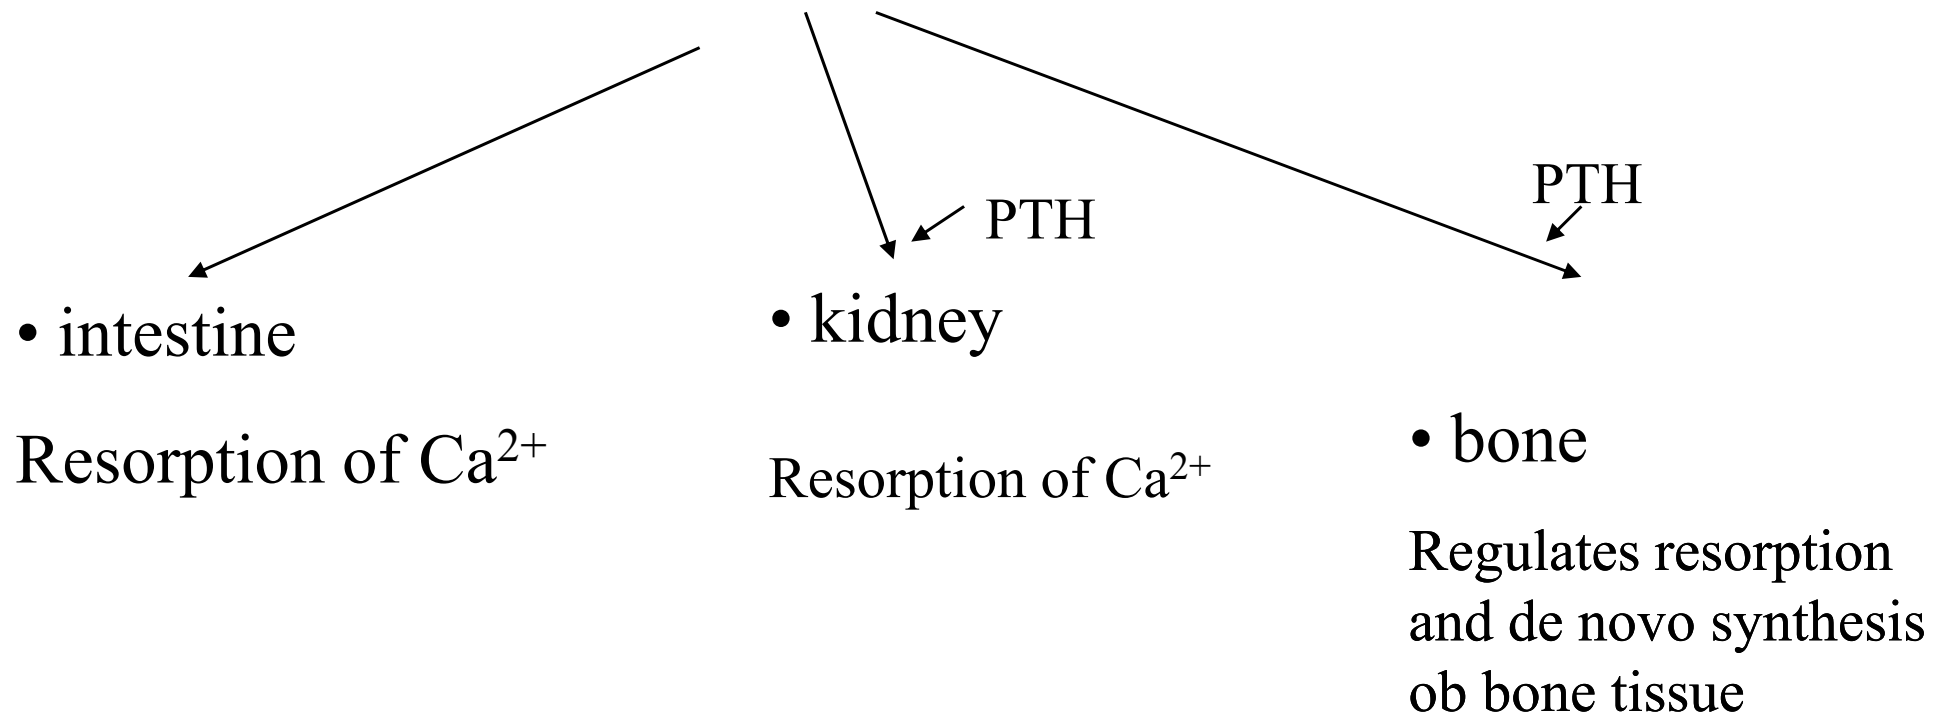 PTH
PTH
• intestine
• kidney
• bone
Resorption of Ca²⁺
Resorption of Ca²⁺
Regulates resorption
and de novo synthesis
ob bone tissue